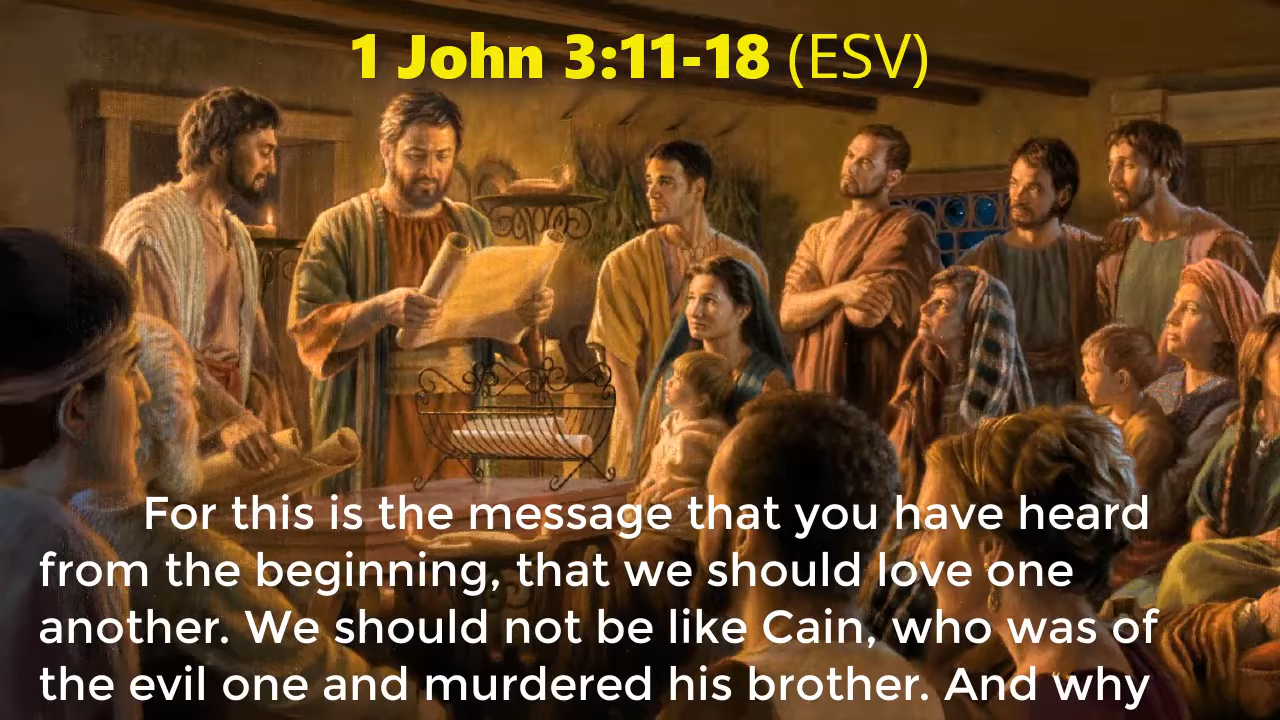 1 John 3:11-18 (ESV)
For this is the message that you have heard
from the beginning, that we should love one
another. We should not be like Cain, who was of
the evil one and murdered his brother. And why